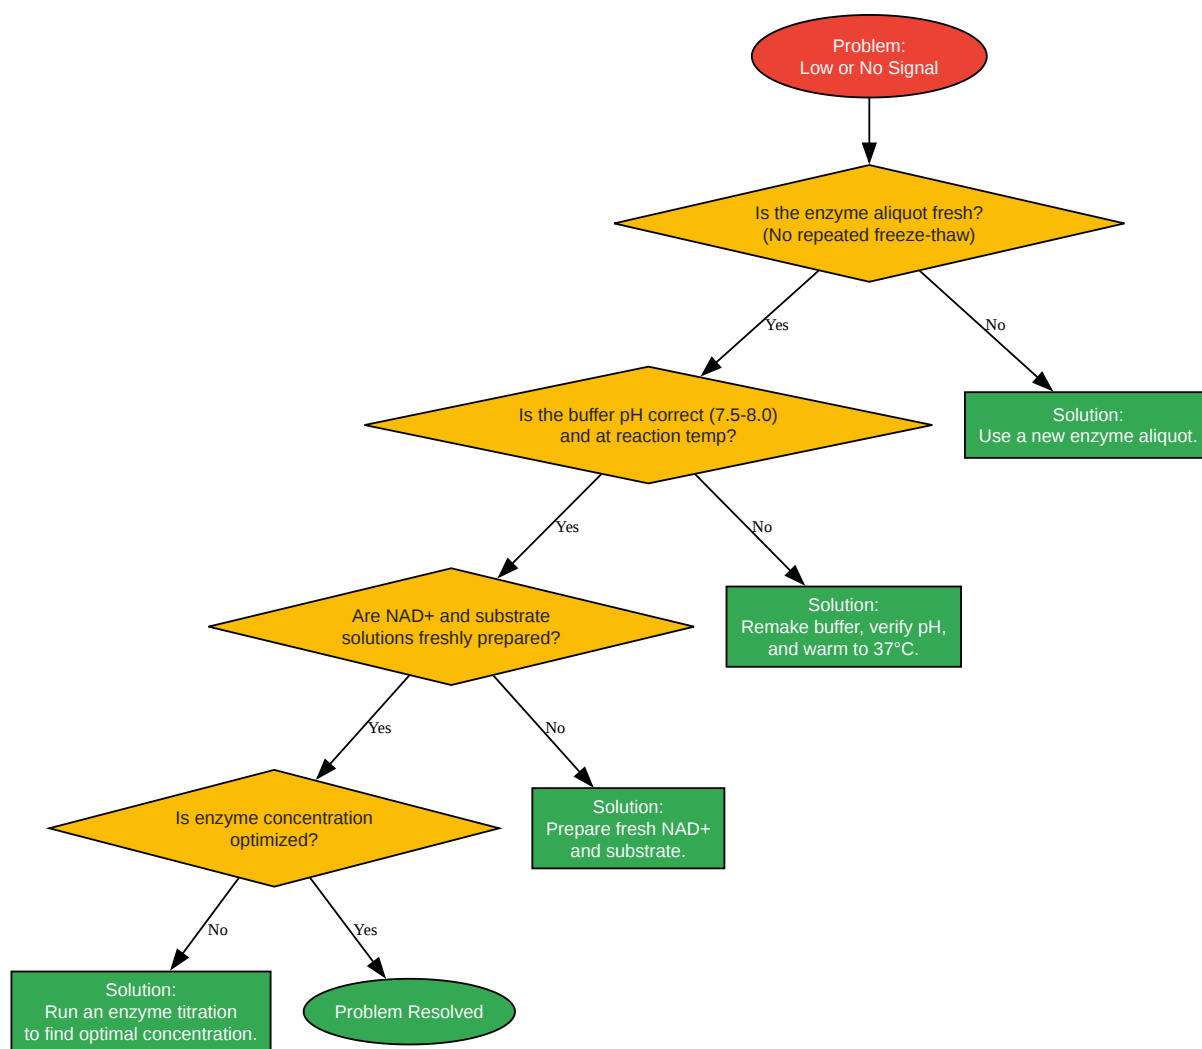 Problem:
Low or No Signal
Is the enzyme aliquot fresh?
(No repeated freeze-thaw)
Yes
No
Is the buffer pH correct (7.5-8.0)
and at reaction temp?
Solution:
Use a new enzyme aliquot.
Yes
No
Are NAD+ and substrate
solutions freshly prepared?
Solution:
Remake buffer, verify pH,
and warm to 37°C.
Yes
No
Is enzyme concentration
optimized?
Solution:
Prepare fresh NAD+
and substrate.
No
Yes
Solution:
Run an enzyme titration
to find optimal concentration.
Problem Resolved